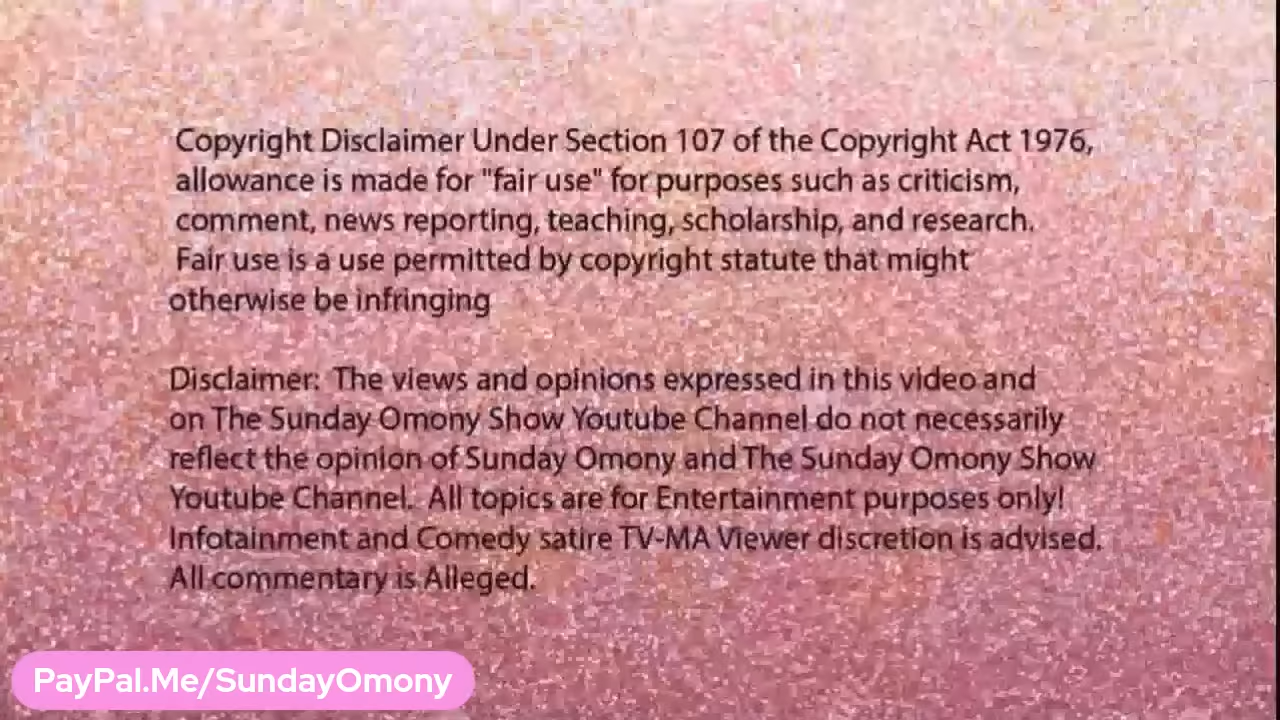 Copyright Disclaimer Under Section 107 of the Copyright Act 1976,
allowance is made for "fair use" for purposes such as criticism,
comment, news reporting, teaching, scholarship, and research.
Fair use is a use permitted by copyright statute that might
otherwise be infringing
Disclaimer: The views and opinions expressed in this video and
on The Sunday Omony Show Youtube Channel do not necessarily
reflect the opinion of Sunday Omony and The Sunday Omony Show
Youtube Channel. All topics are for Entertainment purposes only!
Infotainment and Comedy satire TV-MA Viewer discretion is advised.
All commentary is Alleged.
PayPal.Me/SundayOmony